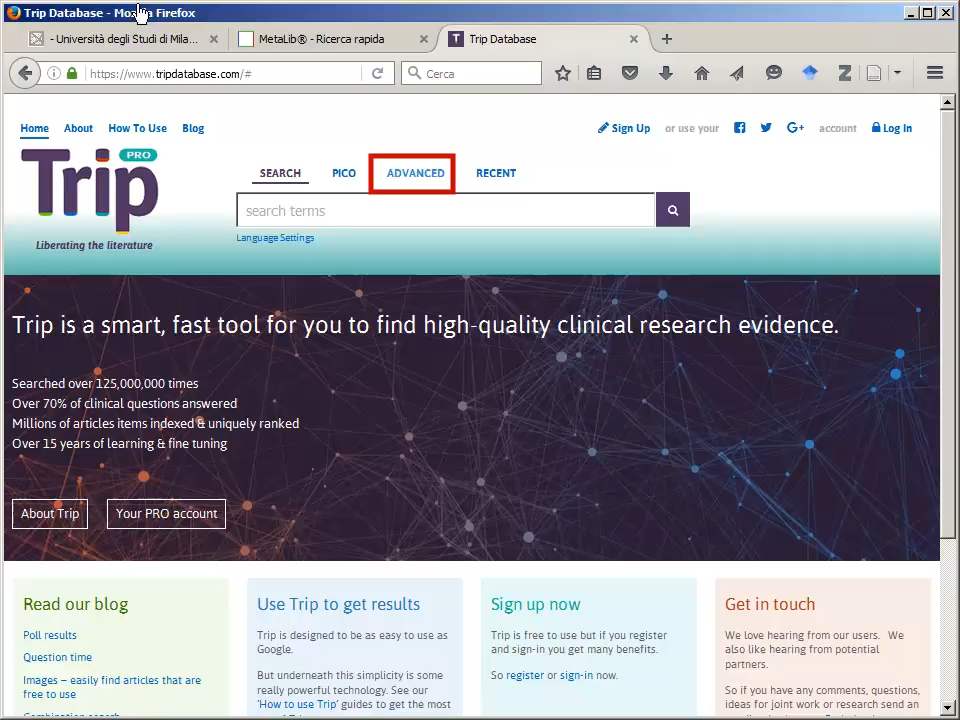 Trip Database - Mozilla Firefox
- Università degli Studi di Mila...
MetaLib® - Ricerca rapida
Trip Database
https://www.tripdatabase.com/#
Cerca
Home
About
How To Use
Blog
Sign Up
or use your
G+
account
Log In
Trip PRO
Liberating the literature
SEARCH
PICO
ADVANCED
RECENT
search terms
Language Settings
Trip is a smart, fast tool for you to find high-quality clinical research evidence.
Searched over 125,000,000 times
Over 70% of clinical questions answered
Millions of articles items indexed & uniquely ranked
Over 15 years of learning & fine tuning
About Trip
Your PRO account
Read our blog
Poll results
Question time
Images – easily find articles that are
free to use
Combination search
Use Trip to get results
Trip is designed to be as easy to use as
Google.
But underneath this simplicity is some
really powerful technology. See our
'How to use Trip' guides to get the most
Sign up now
Trip is free to use but if you register
and sign-in you get many benefits.
So register or sign-in now.
Get in touch
We love hearing from our users. We
also like hearing from potential
partners.
So if you have any comments, questions,
ideas for joint work or research send an